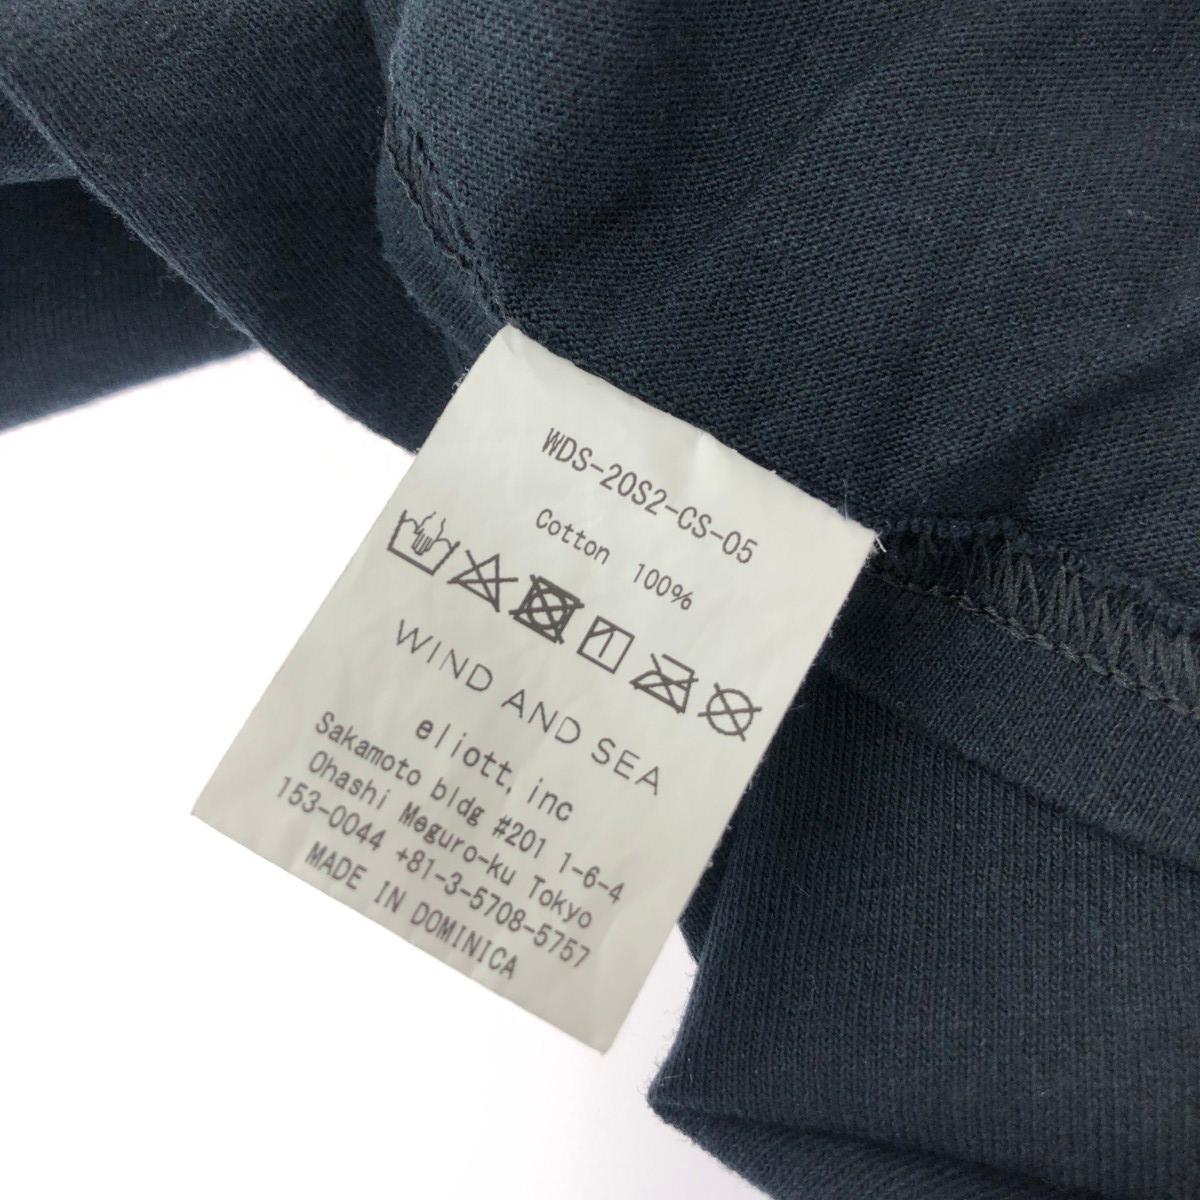 WDS-20S2-CS-05
Cotton 100%
WIND AND SEA
eliott, inc
Sakamoto bldg #201 1-6-4
Ohashi Meguro-ku Tokyo
153-0044 +81-3-5708-5757
MADE IN DOMINICA